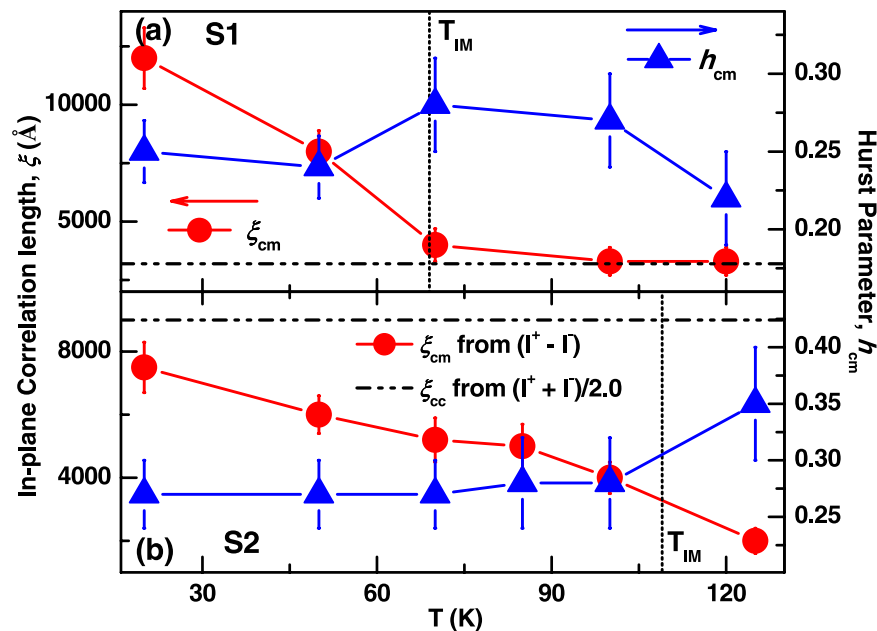 (a) S1
T_IM
h_cm
ξ_cm
10000
5000
0.30
0.25
0.20
In-plane Correlation length, ξ (Å)
Hurst Parameter, h_cm
ξ_cm from (I⁺ - I⁻)
ξ_cc from (I⁺ + I⁻)/2.0
8000
4000
0.40
0.35
0.30
0.25
(b) S2
T_IM
30 60 90 120
T (K)